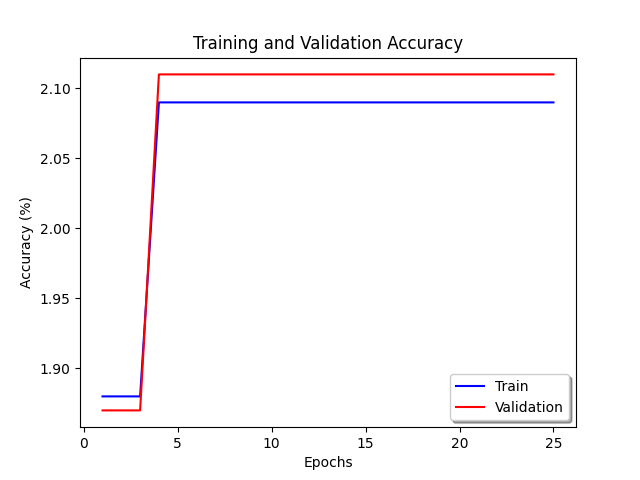 Training and Validation Accuracy
Accuracy (%)
2.10
2.05
2.00
1.95
1.90
0 5 10 15 20 25
Epochs
Train
Validation